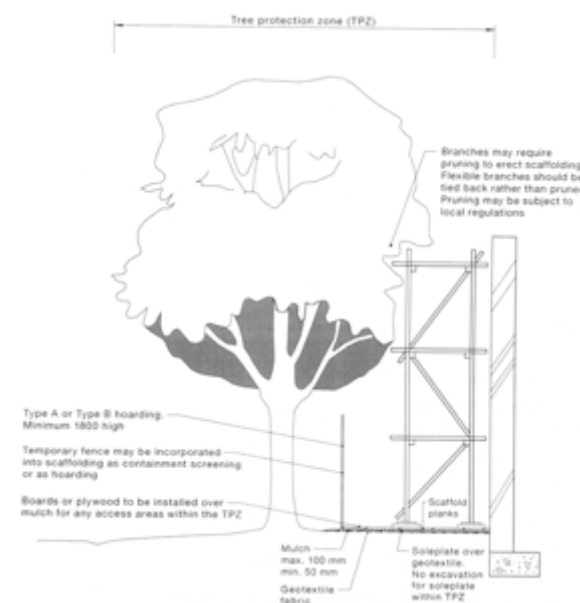 Tree protection zone (TPZ)
Branches may require
pruning to erect scaffolding
Flexible branches should be
tied back rather than pruned
Pruning may be subject to
local regulations
Type A or Type B hoarding.
Minimum 1800 high
Temporary fence may be incorporated
into scaffolding as containment screening
or as hoarding
Boards or plywood to be installed over
mulch for any access areas within the TPZ
Scaffold
planks
Mulch
max. 100 mm
min. 50 mm
Geotextile
fabric
Soleplate over
geotextile.
No excavation
for soleplate
within TPZ